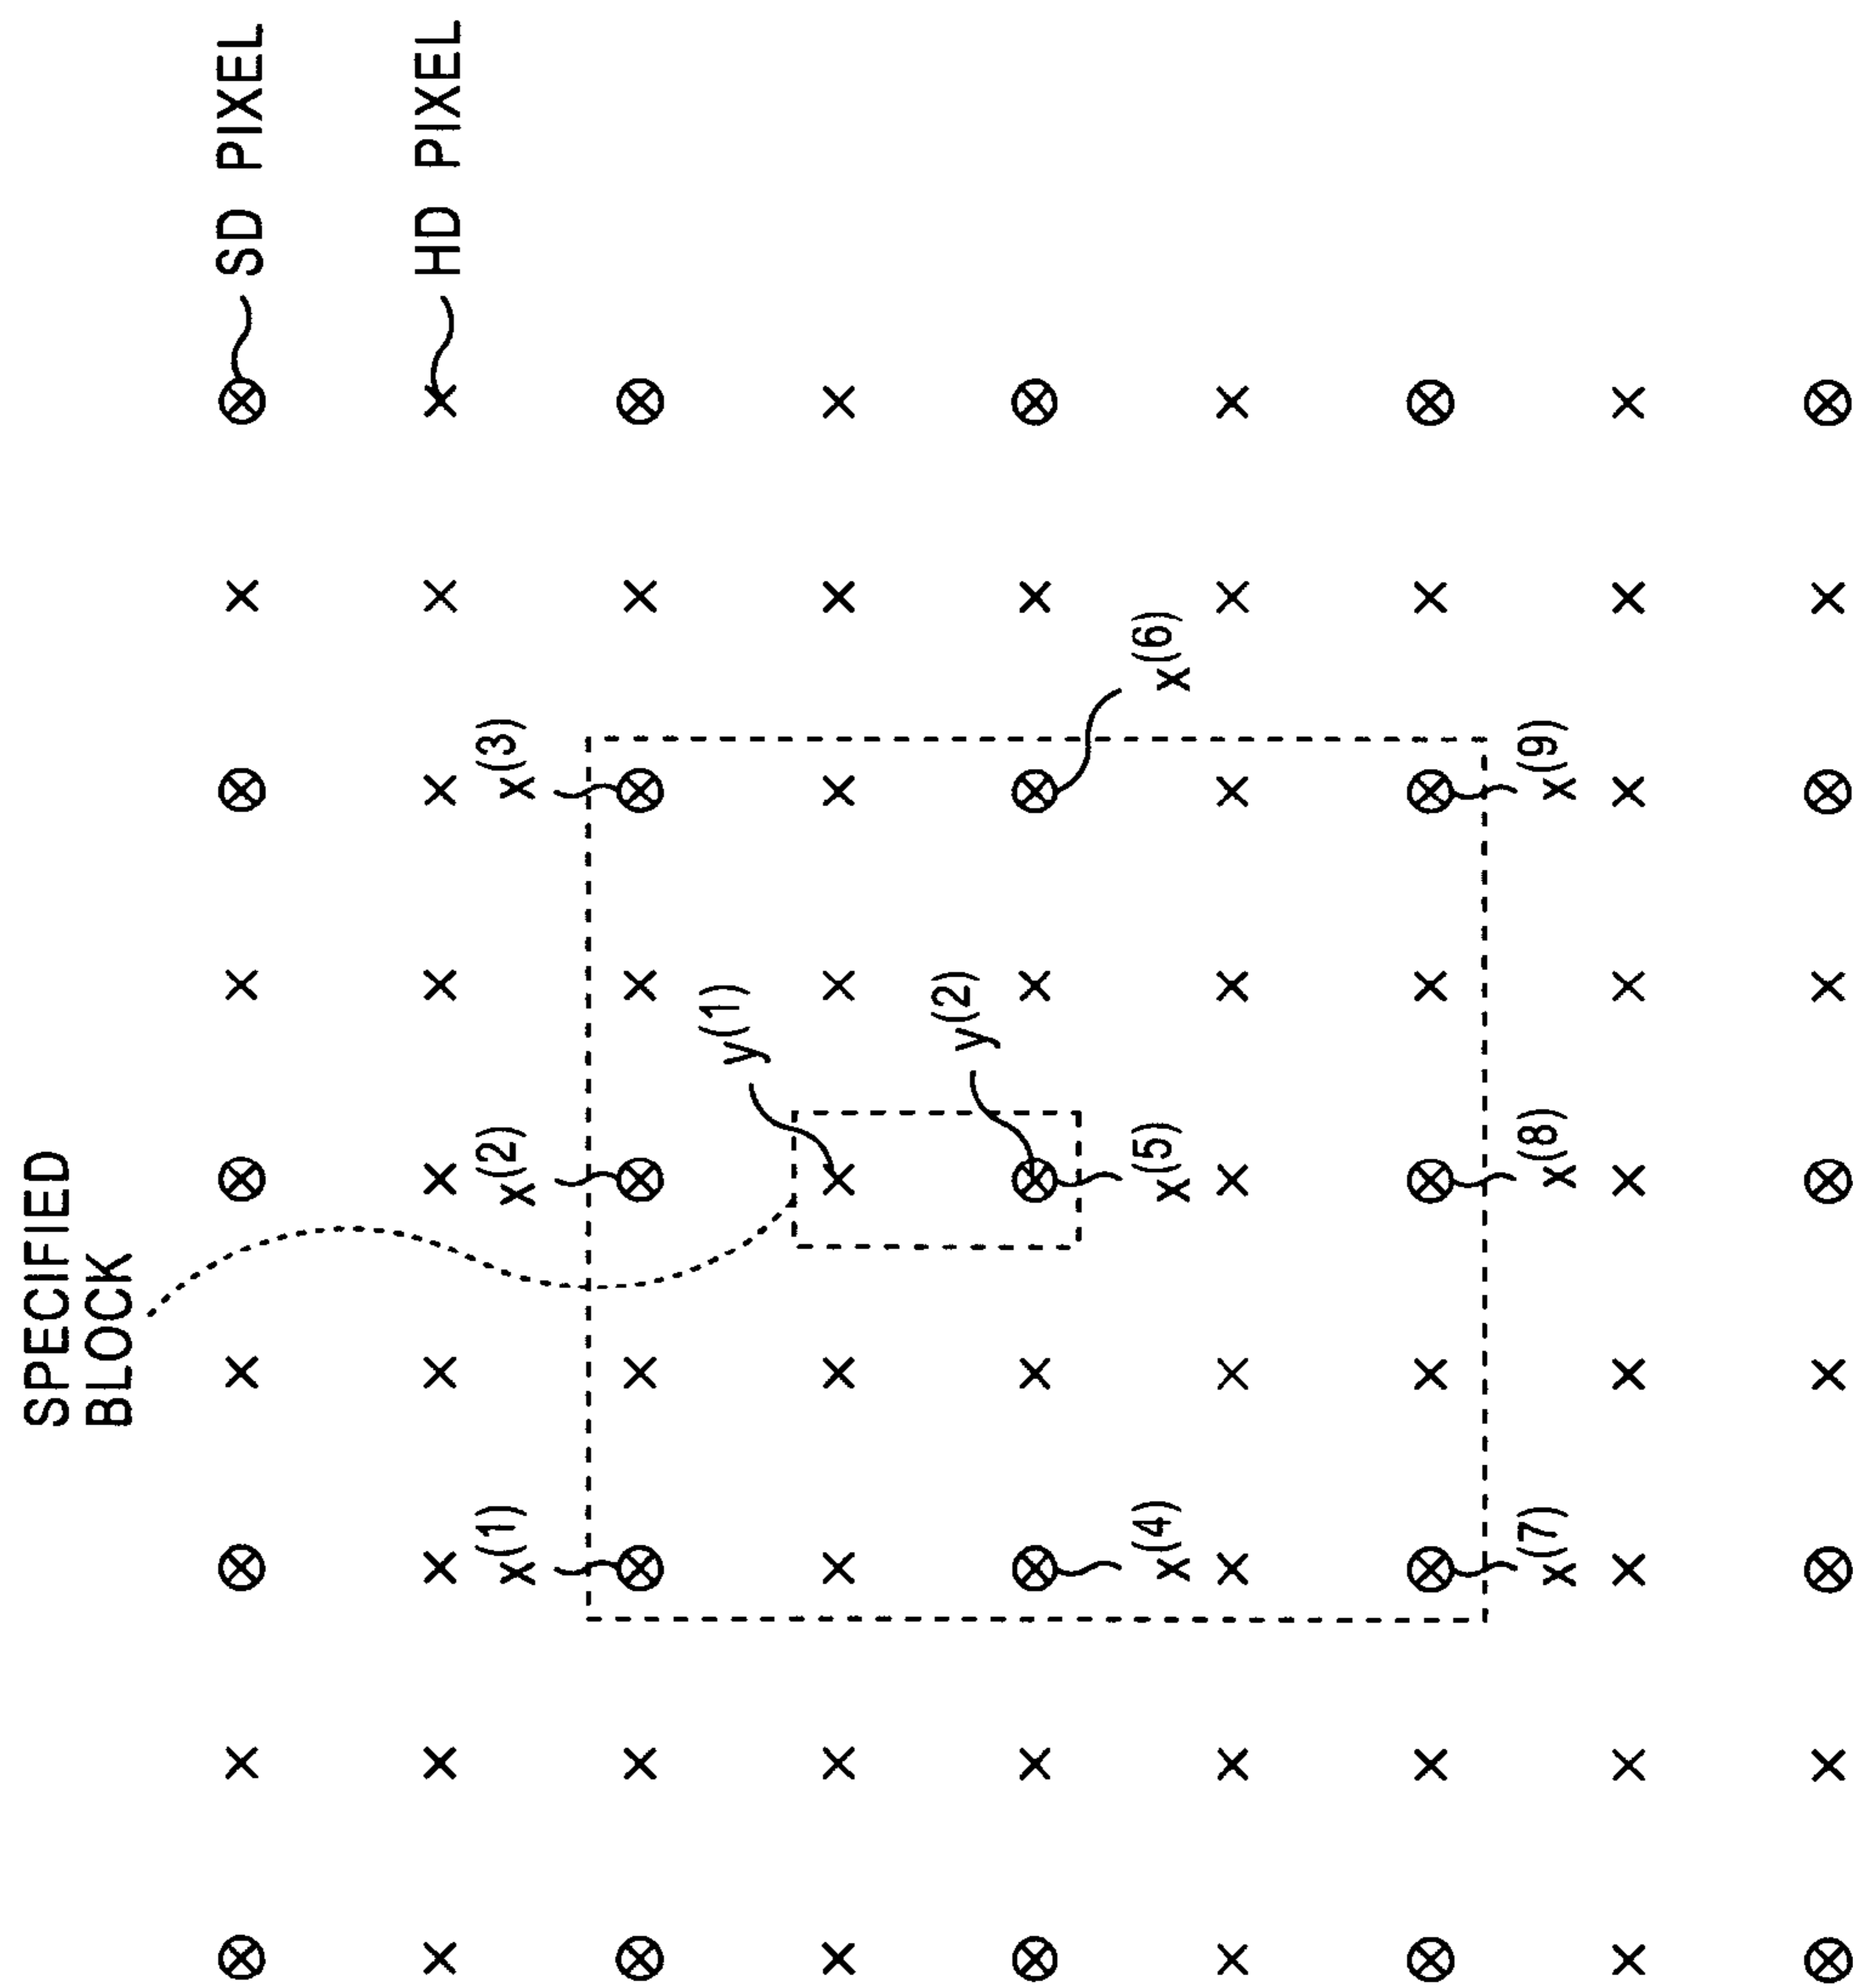 SPECIFIED
BLOCK
SD PIXEL
HD PIXEL
x(1)
x(2)
x(3)
y(1)
y(2)
x(4)
x(5)
x(6)
x(7)
x(8)
x(9)